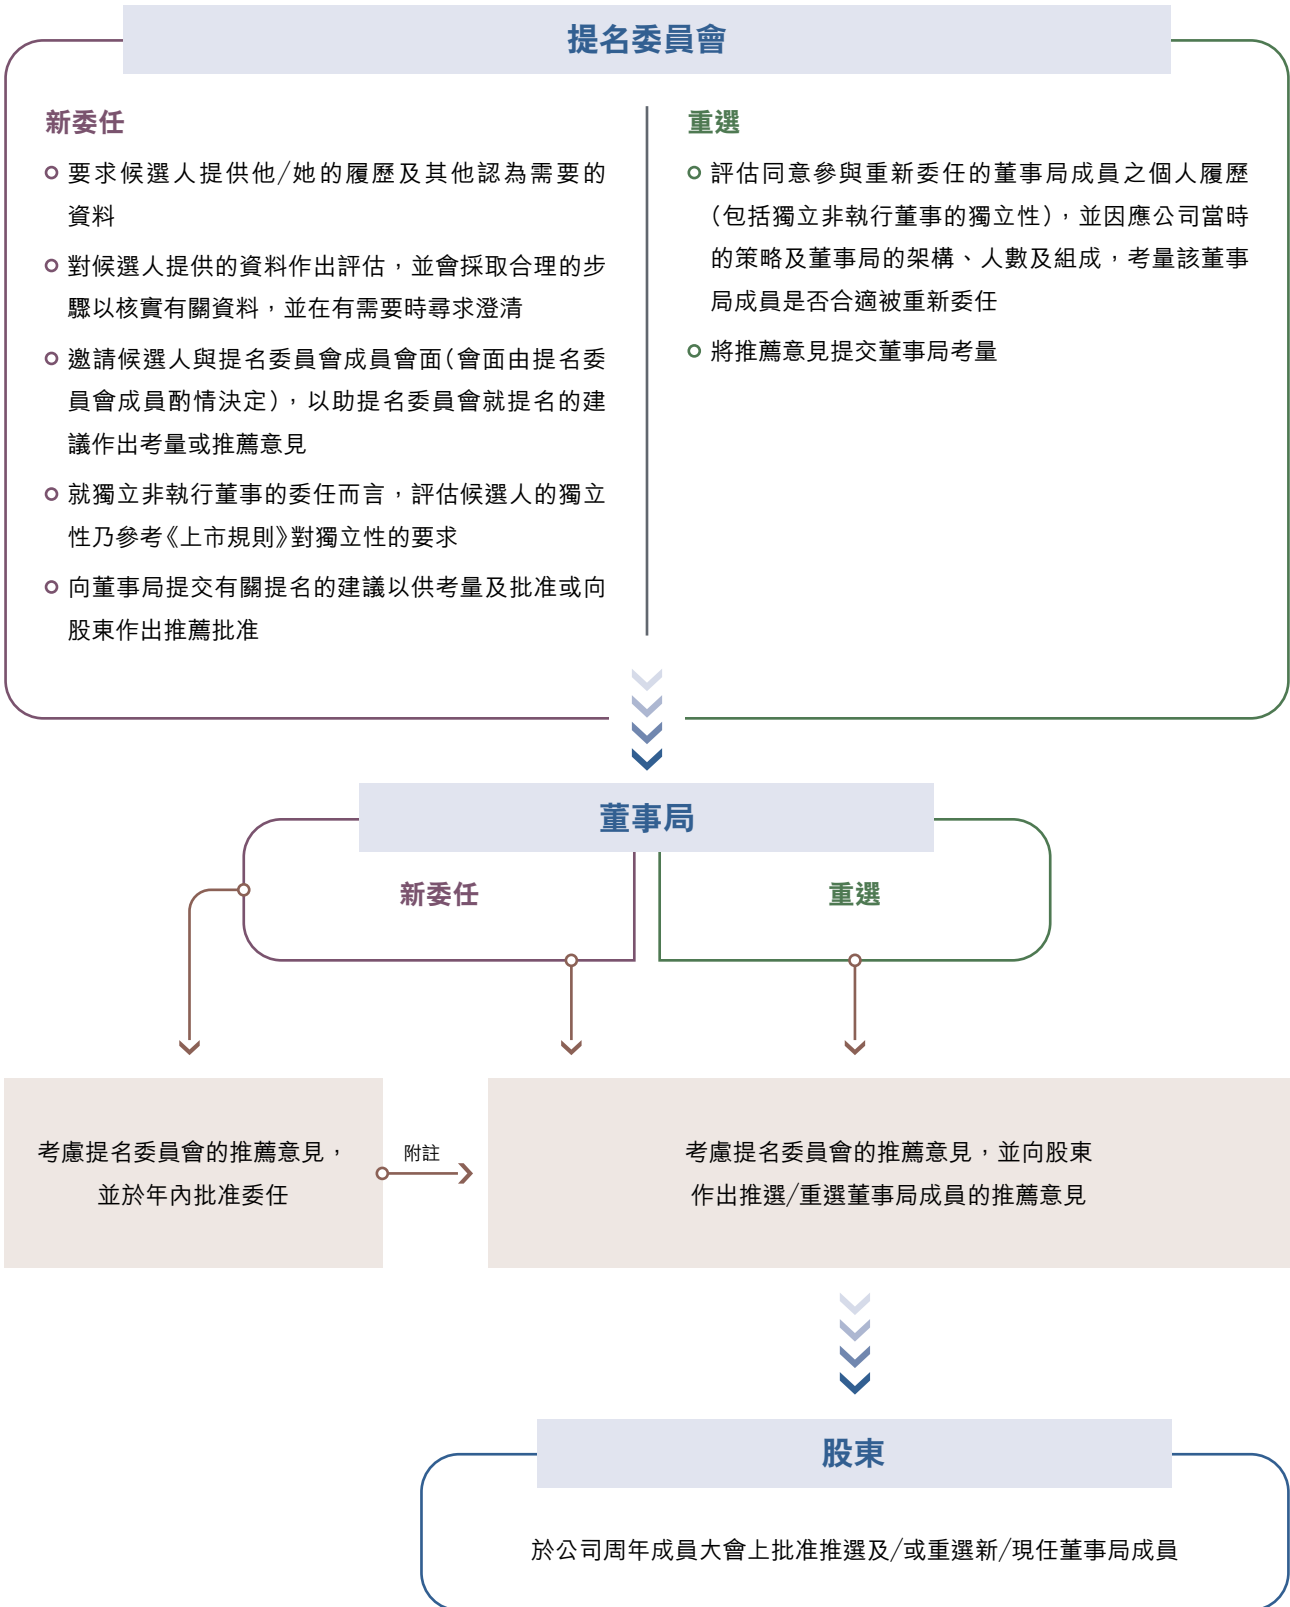 提名委員會
新委任
要求候選人提供他/她的履歷及其他認為需要的
資料
對候選人提供的資料作出評估，並會採取合理的步
驟以核實有關資料，並在有需要時尋求澄清
邀請候選人與提名委員會成員會面(會面由提名委
員會成員酌情決定)，以助提名委員會就提名的建
議作出考量或推薦意見
就獨立非執行董事的委任而言，評估候選人的獨立
性乃參考《上市規則》對獨立性的要求
向董事局提交有關提名的建議以供考量及批准或向
股東作出推薦批准
重選
評估同意參與重新委任的董事局成員之個人履歷
(包括獨立非執行董事的獨立性)，並因應公司當時
的策略及董事局的架構、人數及組成，考量該董事
局成員是否合適被重新委任
將推薦意見提交董事局考量
董事局
新委任
重選
考慮提名委員會的推薦意見，
並於年內批准委任
附註
考慮提名委員會的推薦意見，並向股東
作出推選/重選董事局成員的推薦意見
股東
於公司周年成員大會上批准推選及/或重選新/現任董事局成員